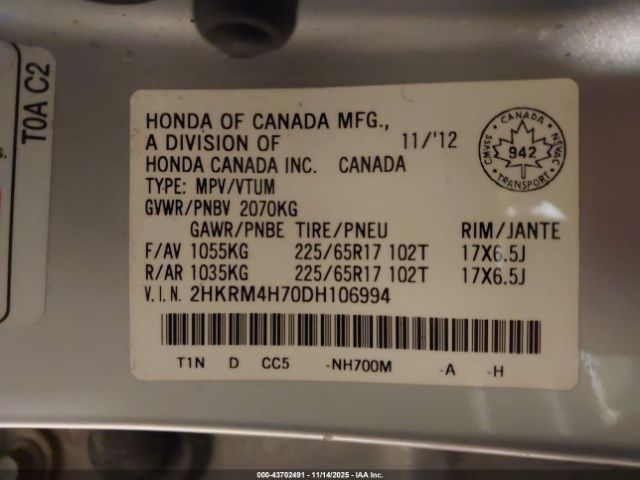 T0A C2
s.
HONDA OF CANADA MFG.,
A DIVISION OF 11/'12
HONDA CANADA INC. CANADA
TYPE: MPV/VTUM
GVWR/PNBV 2070KG
GAWR/PNBE TIRE/PNEU RIM/JANTE
F/AV 1055KG 225/65R17 102T 17X6.5J
R/AR 1035KG 225/65R17 102T 17X6.5J
V.I.N. 2HKRM4H70DH106994
T1N D CC5 -NH700M -A -H
CANADA
CMVSS 942 NSVAC
TRANSPORT
000-43702491 - 11/14/2025 - IAA Inc.